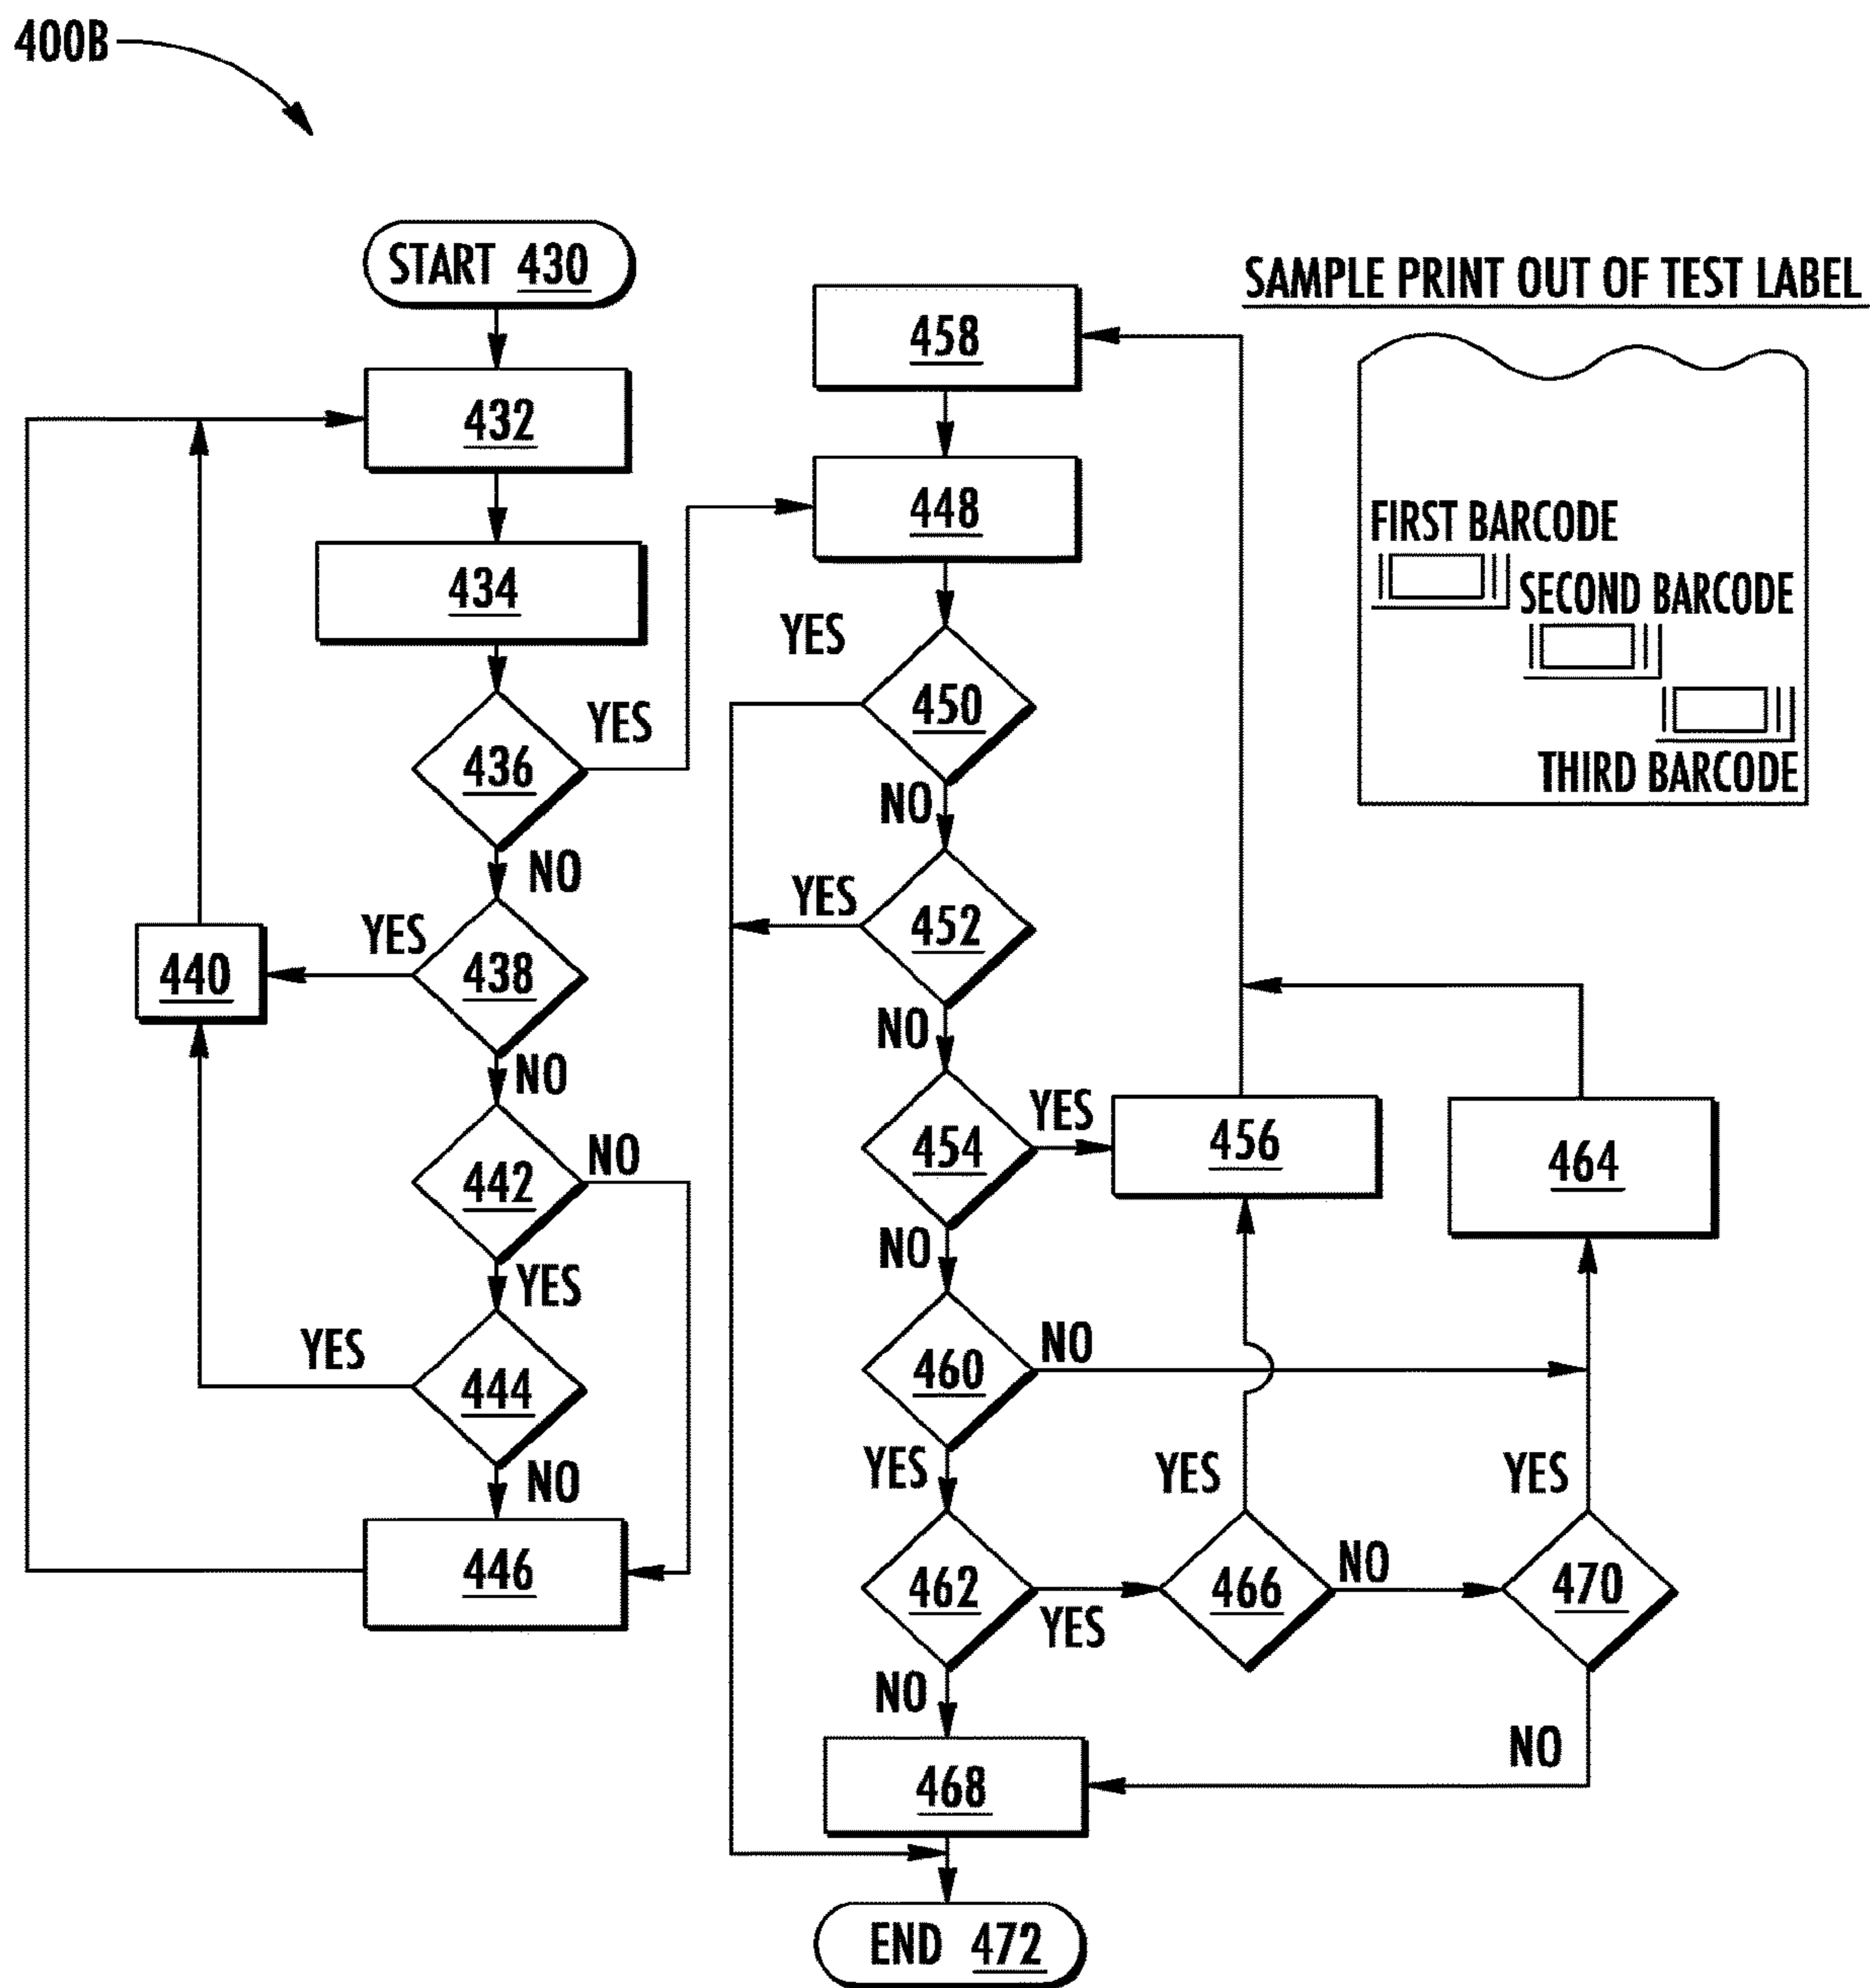 400B
START 430
432
434
436
YES
NO
438
YES
NO
440
442
NO
YES
444
YES
NO
446
458
448
450
YES
NO
452
YES
NO
454
YES
NO
456
464
460
NO
YES
462
YES
NO
466
YES
NO
470
YES
NO
468
END 472
SAMPLE PRINT OUT OF TEST LABEL
FIRST BARCODE
SECOND BARCODE
THIRD BARCODE